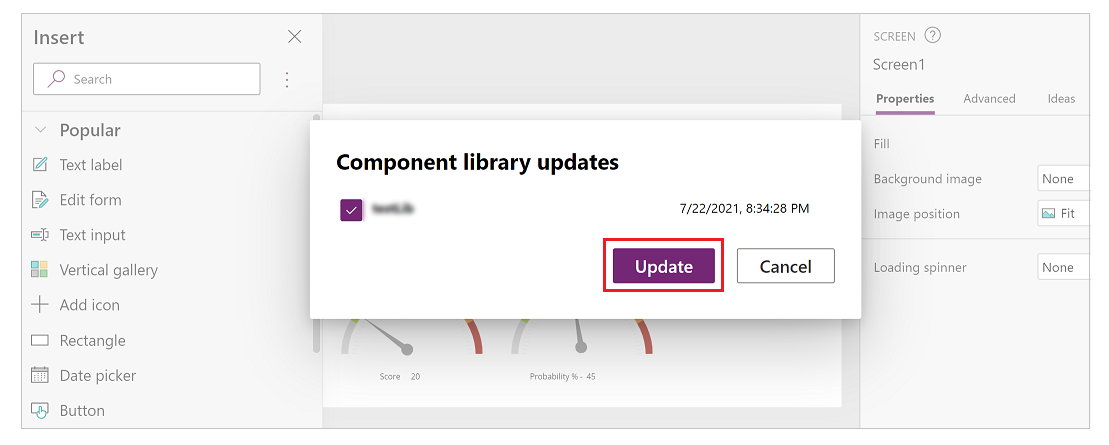 Insert
Search
Popular
Text label
Edit form
Text input
Vertical gallery
Add icon
Rectangle
Date picker
Button
Component library updates
7/22/2021, 8:34:28 PM
Update
Cancel
Score 20
Probability % - 45
SCREEN ?
Screen1
Properties Advanced Ideas
Fill
Background image None
Image position Fit
Loading spinner None